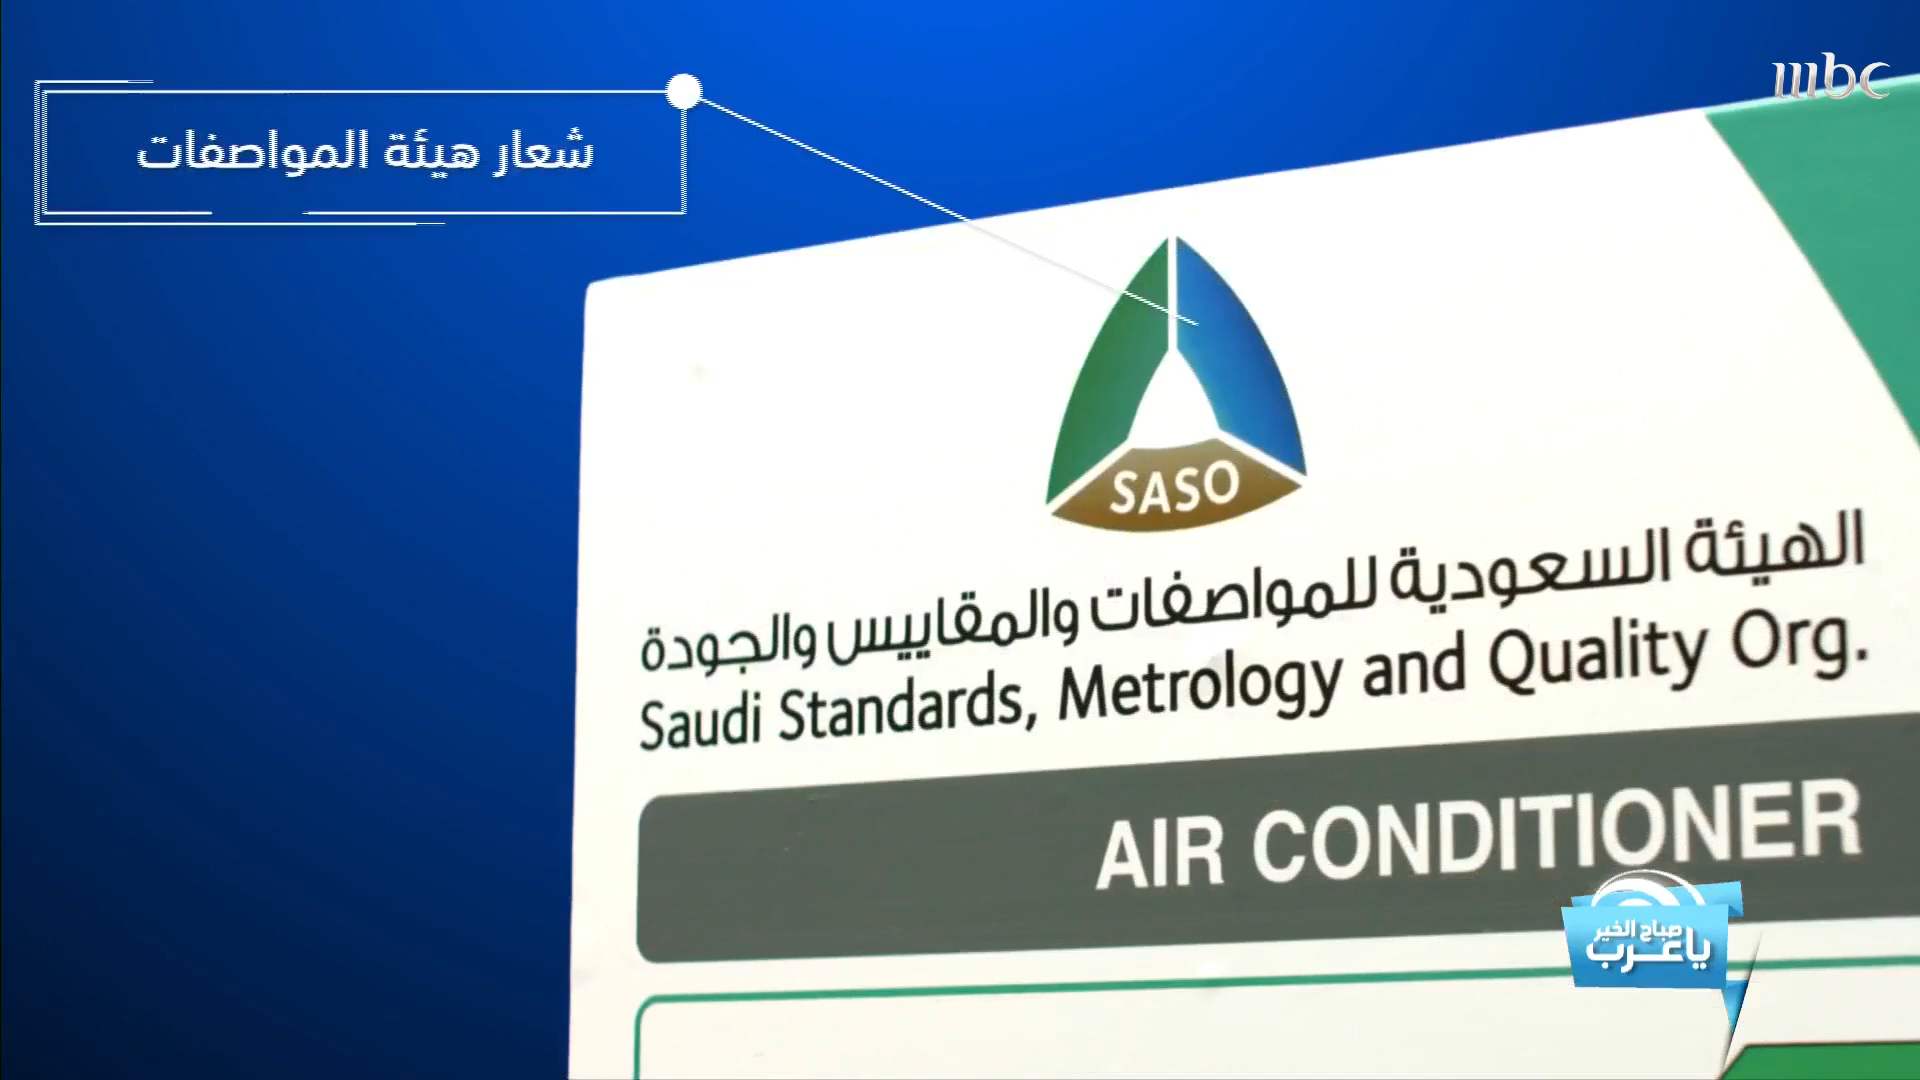 mbc
شعار هيئة المواصفات
SASO
الهيئة السعودية للمواصفات والمقاييس والجودة
Saudi Standards, Metrology and Quality Org.
AIR CONDITIONER
صباح الخير
ياعرب